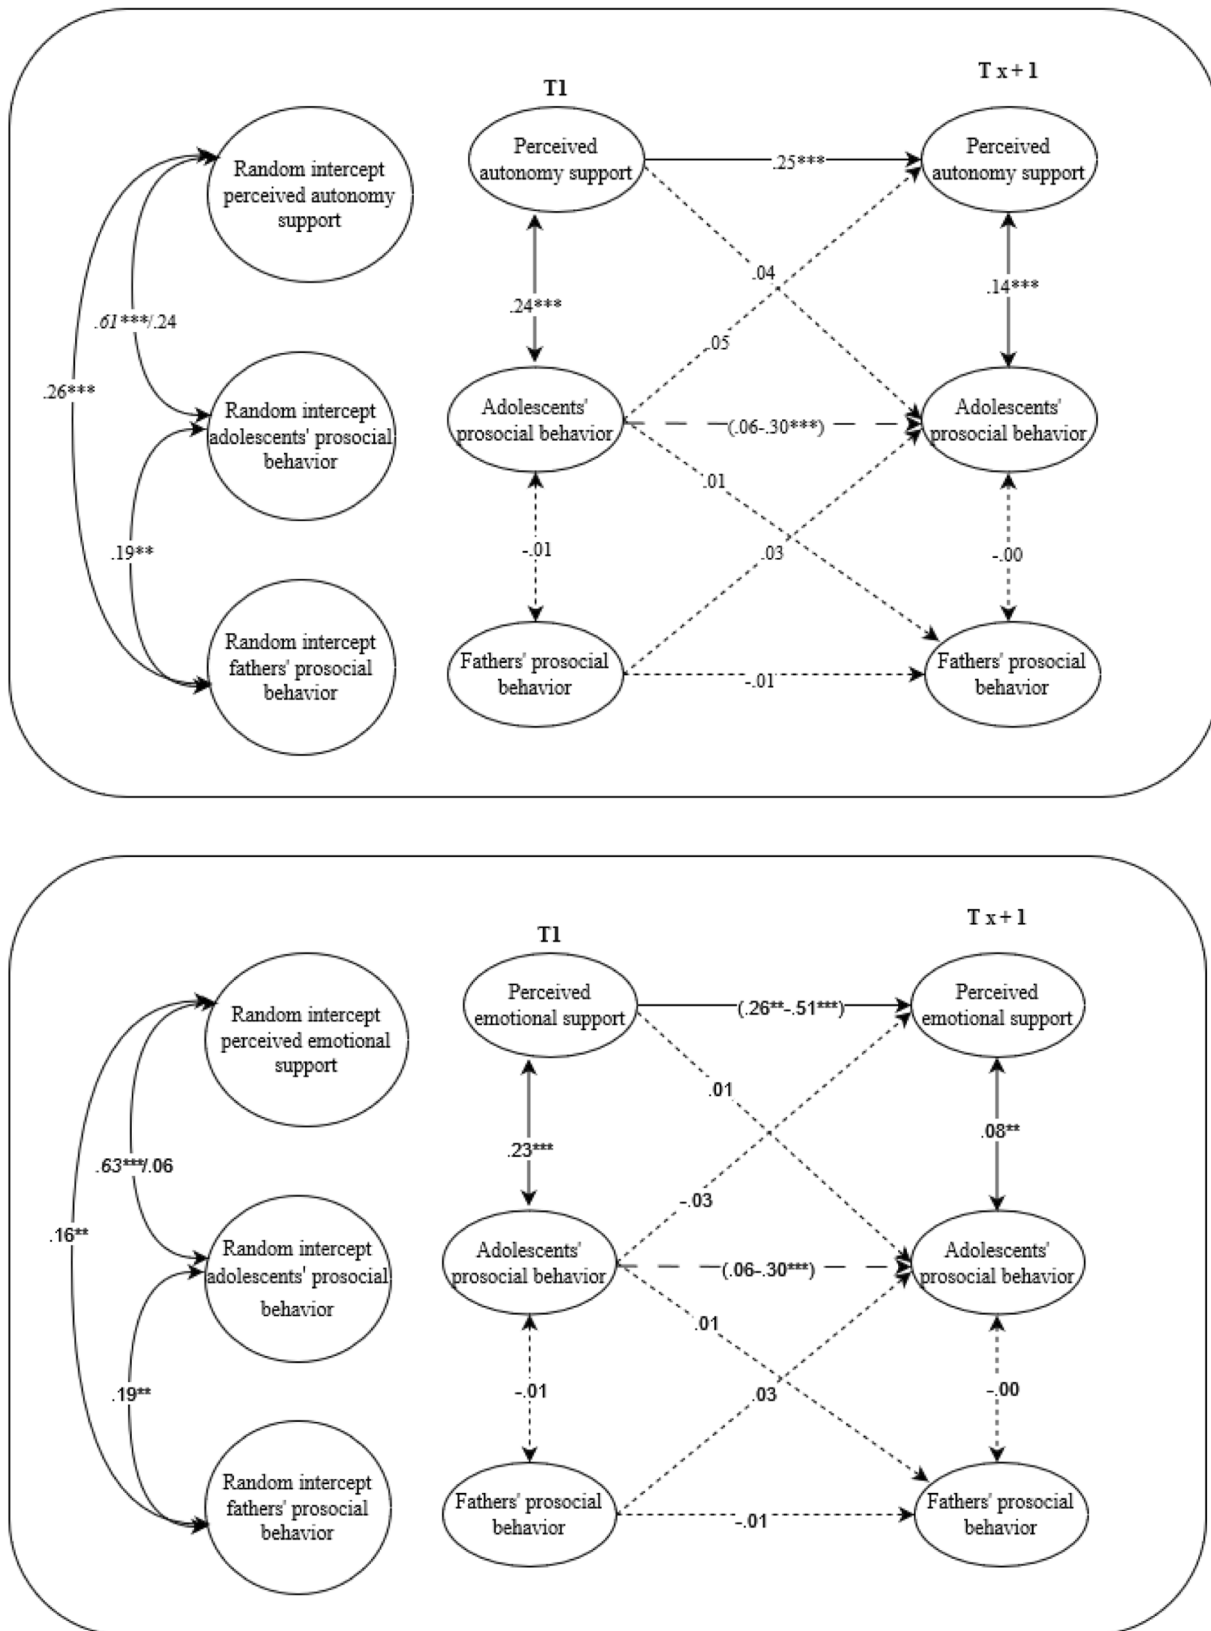 T1
T x + 1
Random intercept
perceived autonomy
support
Perceived
autonomy support
.25***
Perceived
autonomy support
.04
.24***
.14***
.61***/.24
.05
.26***
Random intercept
adolescents' prosocial
behavior
Adolescents'
prosocial behavior
(.06-.30***)
Adolescents'
prosocial behavior
.01
.19**
-.01
.03
-.00
Random intercept
fathers' prosocial
behavior
Fathers' prosocial
behavior
-.01
Fathers' prosocial
behavior
T1
T x + 1
Random intercept
perceived emotional
support
Perceived
emotional support
(.26**-.51***)
Perceived
emotional support
.01
.23***
.08**
.63***/.06
-.03
.16**
Random intercept
adolescents' prosocial
behavior
Adolescents'
prosocial behavior
(.06-.30***)
Adolescents'
prosocial behavior
.01
.19**
-.01
.03
-.00
Random intercept
fathers' prosocial
behavior
Fathers' prosocial
behavior
-.01
Fathers' prosocial
behavior